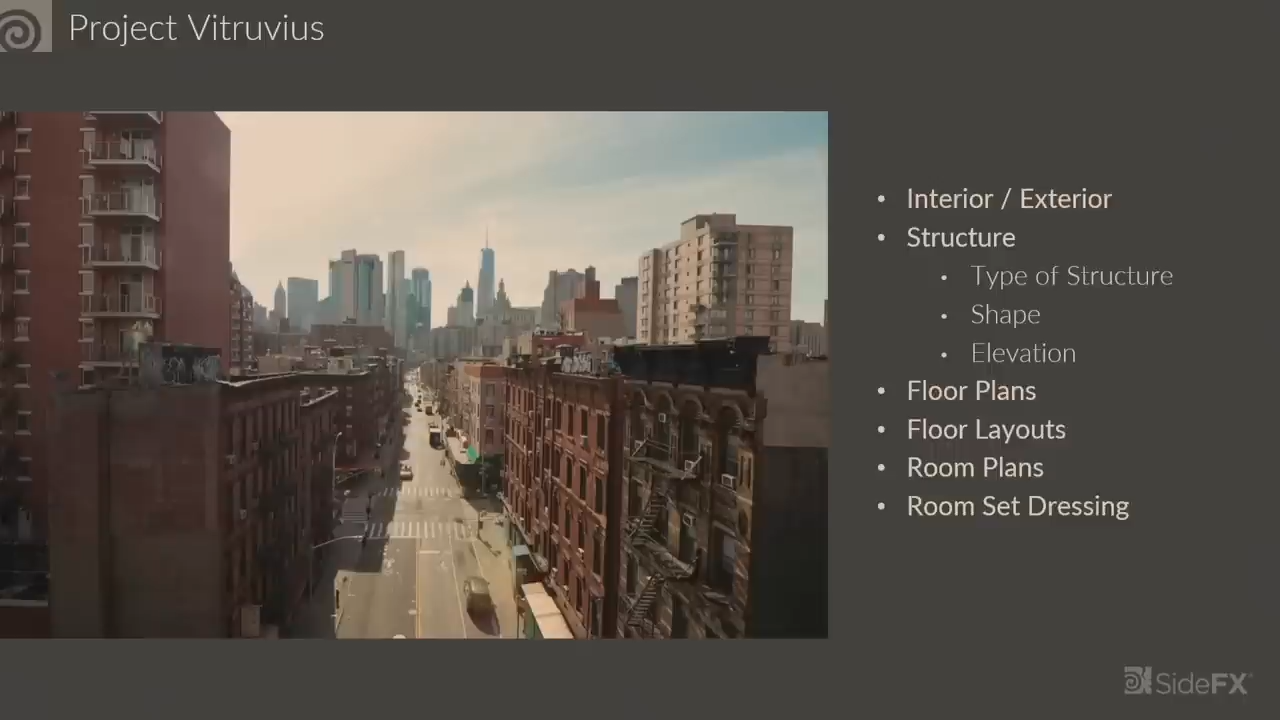 Project Vitruvius
• Interior / Exterior
• Structure
• Type of Structure
• Shape
• Elevation
• Floor Plans
• Floor Layouts
• Room Plans
• Room Set Dressing
SideFX®